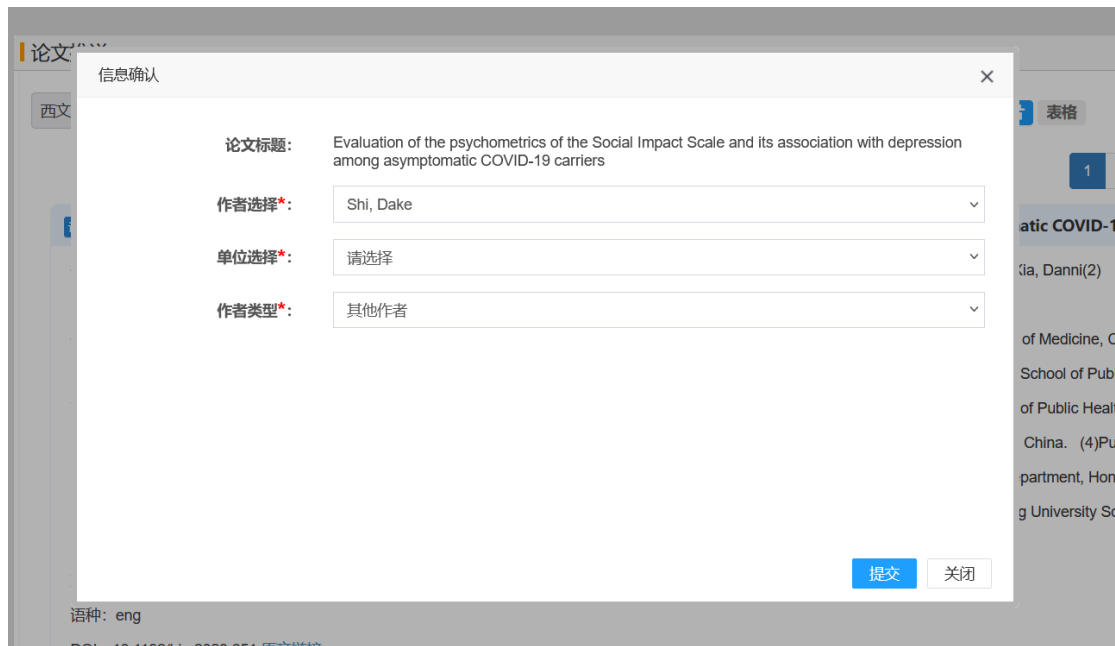 论文
信息确认
西文
表格
论文标题:
Evaluation of the psychometrics of the Social Impact Scale and its association with depression
among asymptomatic COVID-19 carriers
1
作者选择*:
Shi, Dake
atic COVID-1
单位选择*:
请选择
Xia, Danni(2)
作者类型*:
其他作者
of Medicine, C
School of Pub
of Public Heal
China. (4)Pu
partment, Hon
g University Sc
提交
关闭
语种: eng